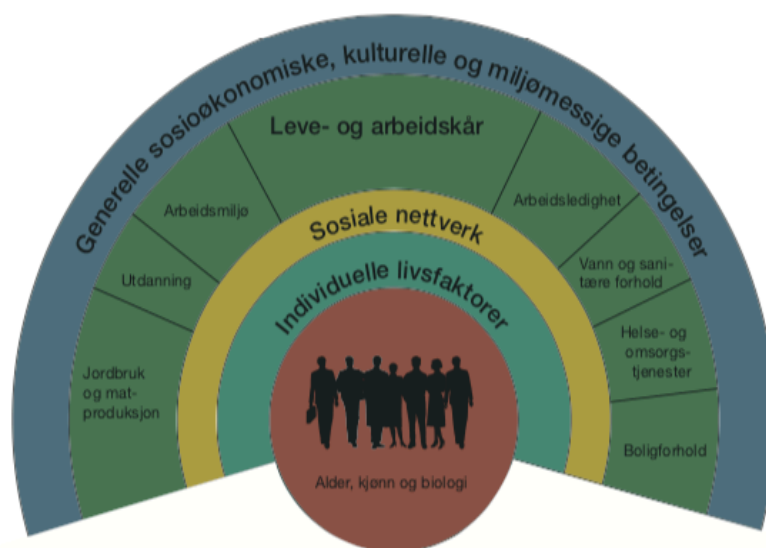 Generelle sosioøkonomiske, kulturelle og miljømessige betingelser
Leve- og arbeidskår
Arbeidsmiljø
Utdanning
Jordbruk
og mat-
produksjon
Arbeidsledighet
Vann og sani-
tære forhold
Helse- og
omsorgs-
tjenester
Boligforhold
Sosiale nettverk
Individuelle livsfaktorer
Alder, kjønn og biologi